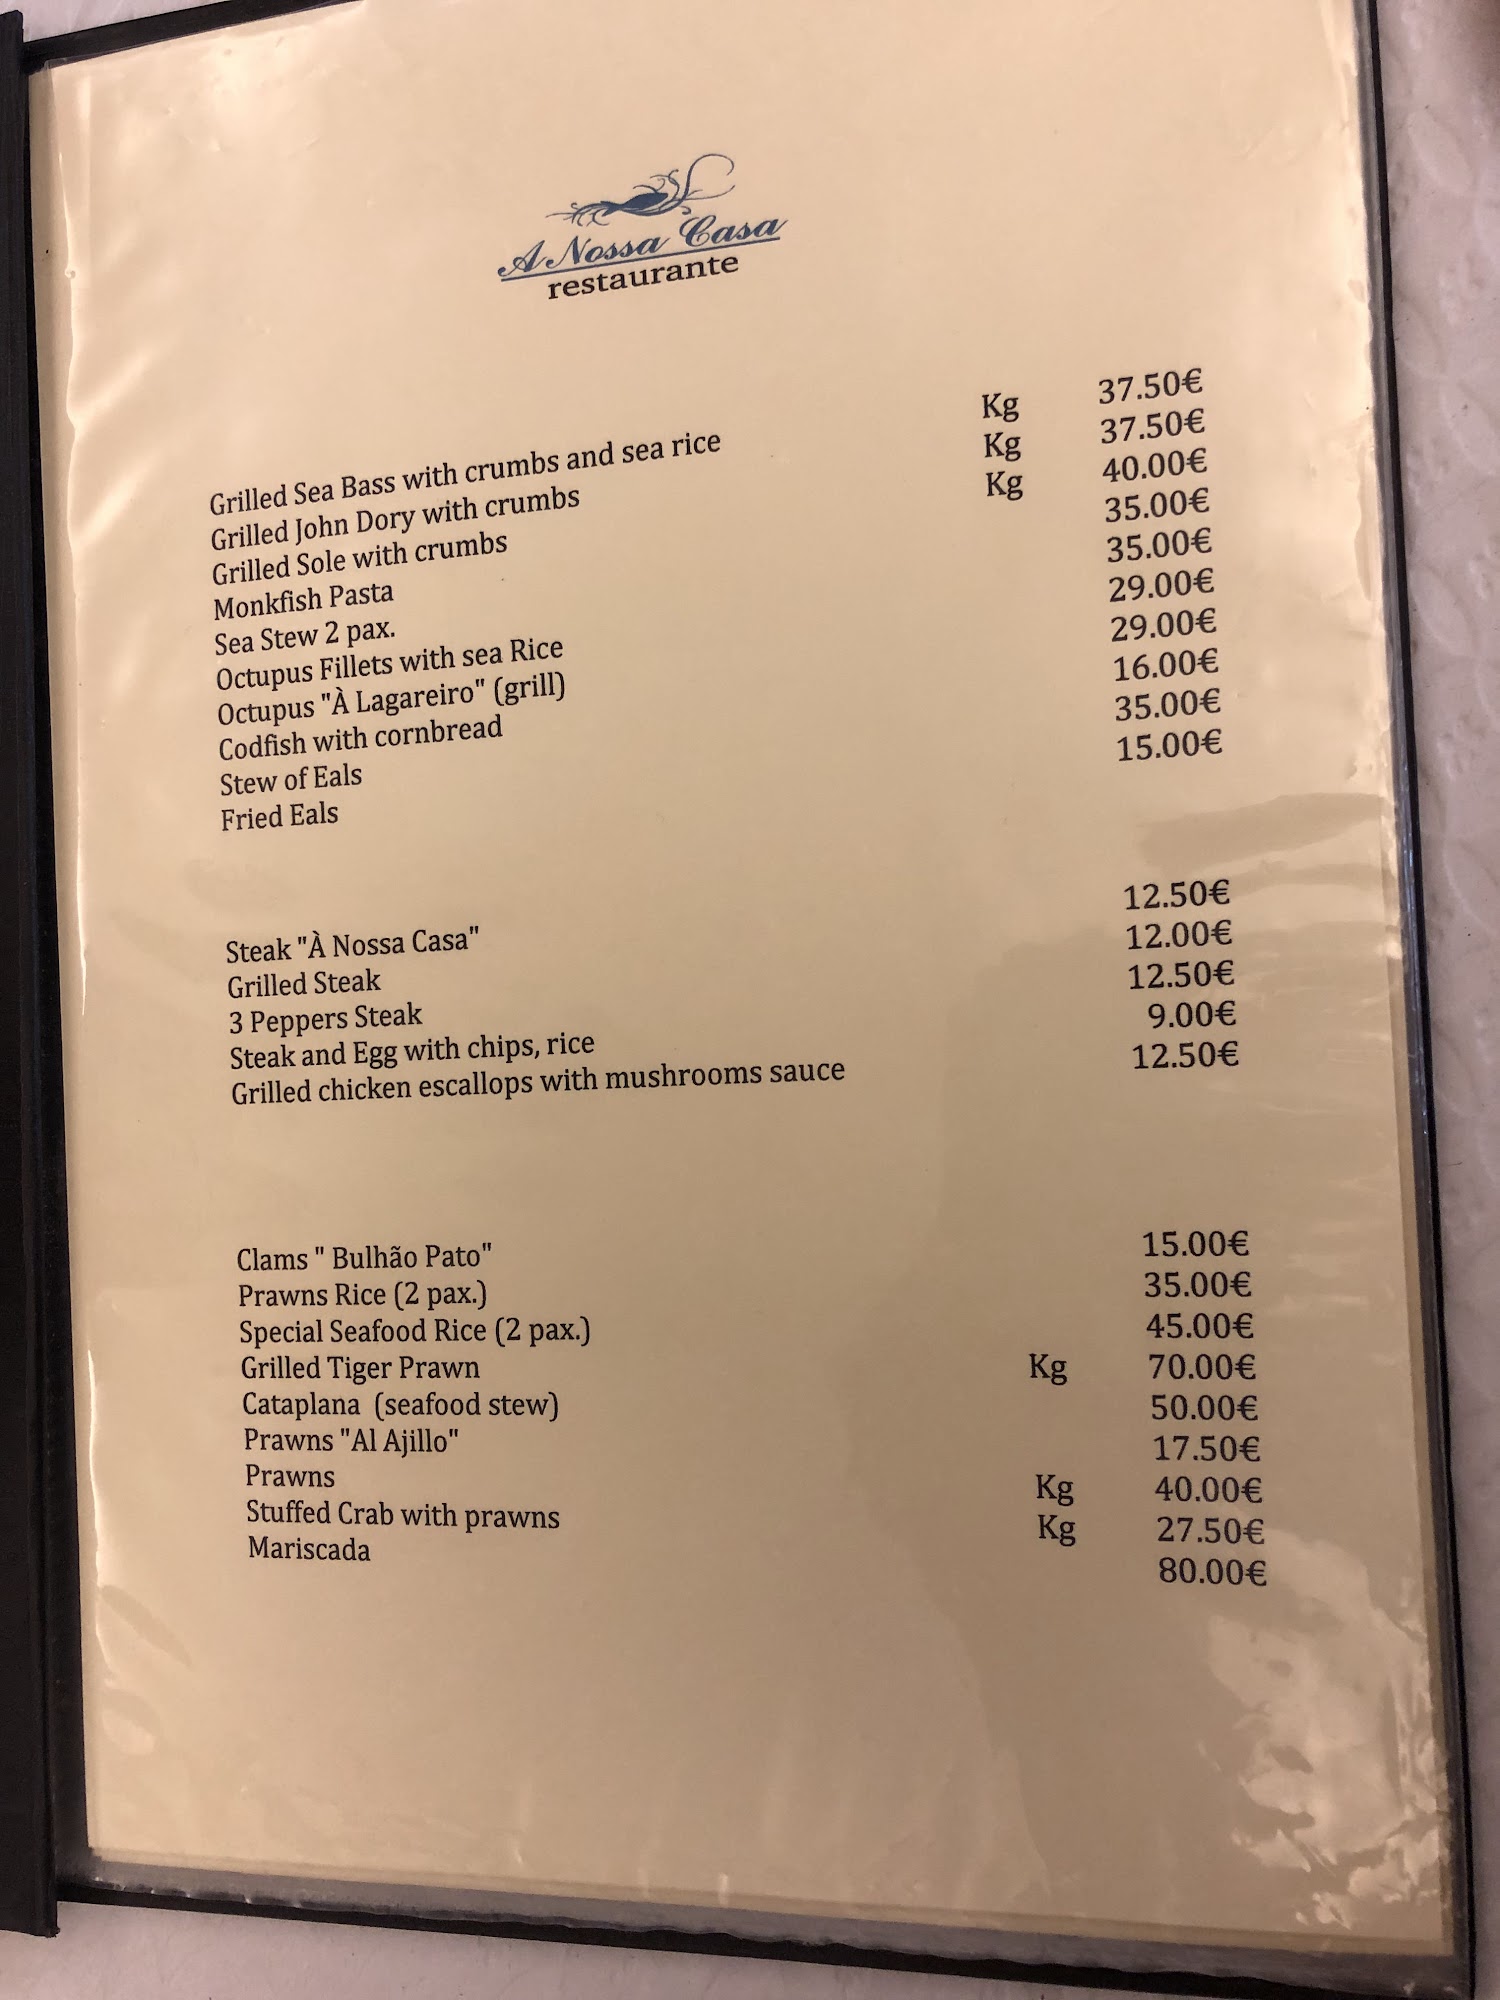 A Nossa Casa
restaurante
Grilled Sea Bass with crumbs and sea rice Kg 37.50€
Grilled John Dory with crumbs Kg 37.50€
Grilled Sole with crumbs Kg 40.00€
Monkfish Pasta 35.00€
Sea Stew 2 pax. 35.00€
Octupus Fillets with sea Rice 29.00€
Octupus "À Lagareiro" (grill) 29.00€
Codfish with cornbread 16.00€
Stew of Eals 35.00€
Fried Eals 15.00€
Steak "À Nossa Casa" 12.50€
Grilled Steak 12.00€
3 Peppers Steak 12.50€
Steak and Egg with chips, rice 9.00€
Grilled chicken escallops with mushrooms sauce 12.50€
Clams " Bulhão Pato" 15.00€
Prawns Rice (2 pax.) 35.00€
Special Seafood Rice (2 pax.) 45.00€
Grilled Tiger Prawn Kg 70.00€
Cataplana (seafood stew) 50.00€
Prawns "Al Ajillo" 17.50€
Prawns Kg 40.00€
Stuffed Crab with prawns Kg 27.50€
Mariscada 80.00€